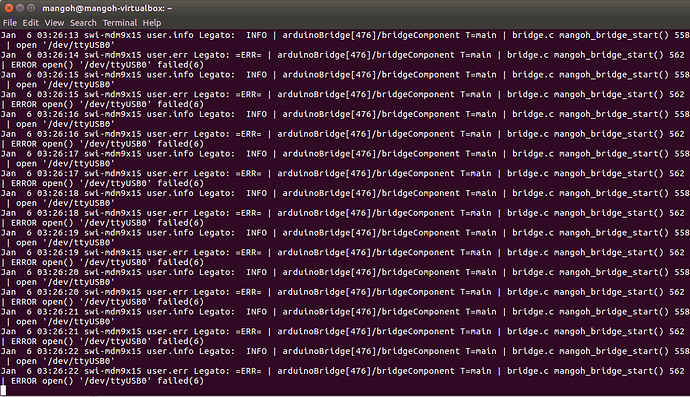 mangoh@mangoh-virtualbox: ~
File Edit View Search Terminal Help
Jan  6 03:26:13 swi-mdm9x15 user.info Legato:  INFO | arduinoBridge[476]/bridgeComponent T=main | bridge.c mangoh_bridge_start() 558
 | open '/dev/ttyUSB0'
Jan  6 03:26:14 swi-mdm9x15 user.err Legato: =ERR= | arduinoBridge[476]/bridgeComponent T=main | bridge.c mangoh_bridge_start() 562
| ERROR open() '/dev/ttyUSB0' failed(6)
Jan  6 03:26:15 swi-mdm9x15 user.info Legato:  INFO | arduinoBridge[476]/bridgeComponent T=main | bridge.c mangoh_bridge_start() 558
 | open '/dev/ttyUSB0'
Jan  6 03:26:15 swi-mdm9x15 user.err Legato: =ERR= | arduinoBridge[476]/bridgeComponent T=main | bridge.c mangoh_bridge_start() 562
| ERROR open() '/dev/ttyUSB0' failed(6)
Jan  6 03:26:16 swi-mdm9x15 user.info Legato:  INFO | arduinoBridge[476]/bridgeComponent T=main | bridge.c mangoh_bridge_start() 558
 | open '/dev/ttyUSB0'
Jan  6 03:26:16 swi-mdm9x15 user.err Legato: =ERR= | arduinoBridge[476]/bridgeComponent T=main | bridge.c mangoh_bridge_start() 562
| ERROR open() '/dev/ttyUSB0' failed(6)
Jan  6 03:26:17 swi-mdm9x15 user.info Legato:  INFO | arduinoBridge[476]/bridgeComponent T=main | bridge.c mangoh_bridge_start() 558
 | open '/dev/ttyUSB0'
Jan  6 03:26:17 swi-mdm9x15 user.err Legato: =ERR= | arduinoBridge[476]/bridgeComponent T=main | bridge.c mangoh_bridge_start() 562
| ERROR open() '/dev/ttyUSB0' failed(6)
Jan  6 03:26:18 swi-mdm9x15 user.info Legato:  INFO | arduinoBridge[476]/bridgeComponent T=main | bridge.c mangoh_bridge_start() 558
 | open '/dev/ttyUSB0'
Jan  6 03:26:18 swi-mdm9x15 user.err Legato: =ERR= | arduinoBridge[476]/bridgeComponent T=main | bridge.c mangoh_bridge_start() 562
| ERROR open() '/dev/ttyUSB0' failed(6)
Jan  6 03:26:19 swi-mdm9x15 user.info Legato:  INFO | arduinoBridge[476]/bridgeComponent T=main | bridge.c mangoh_bridge_start() 558
 | open '/dev/ttyUSB0'
Jan  6 03:26:19 swi-mdm9x15 user.err Legato: =ERR= | arduinoBridge[476]/bridgeComponent T=main | bridge.c mangoh_bridge_start() 562
| ERROR open() '/dev/ttyUSB0' failed(6)
Jan  6 03:26:20 swi-mdm9x15 user.info Legato:  INFO | arduinoBridge[476]/bridgeComponent T=main | bridge.c mangoh_bridge_start() 558
 | open '/dev/ttyUSB0'
Jan  6 03:26:20 swi-mdm9x15 user.err Legato: =ERR= | arduinoBridge[476]/bridgeComponent T=main | bridge.c mangoh_bridge_start() 562
| ERROR open() '/dev/ttyUSB0' failed(6)
Jan  6 03:26:21 swi-mdm9x15 user.info Legato:  INFO | arduinoBridge[476]/bridgeComponent T=main | bridge.c mangoh_bridge_start() 558
 | open '/dev/ttyUSB0'
Jan  6 03:26:21 swi-mdm9x15 user.err Legato: =ERR= | arduinoBridge[476]/bridgeComponent T=main | bridge.c mangoh_bridge_start() 562
| ERROR open() '/dev/ttyUSB0' failed(6)
Jan  6 03:26:22 swi-mdm9x15 user.info Legato:  INFO | arduinoBridge[476]/bridgeComponent T=main | bridge.c mangoh_bridge_start() 558
 | open '/dev/ttyUSB0'
Jan  6 03:26:22 swi-mdm9x15 user.err Legato: =ERR= | arduinoBridge[476]/bridgeComponent T=main | bridge.c mangoh_bridge_start() 562
| ERROR open() '/dev/ttyUSB0' failed(6)